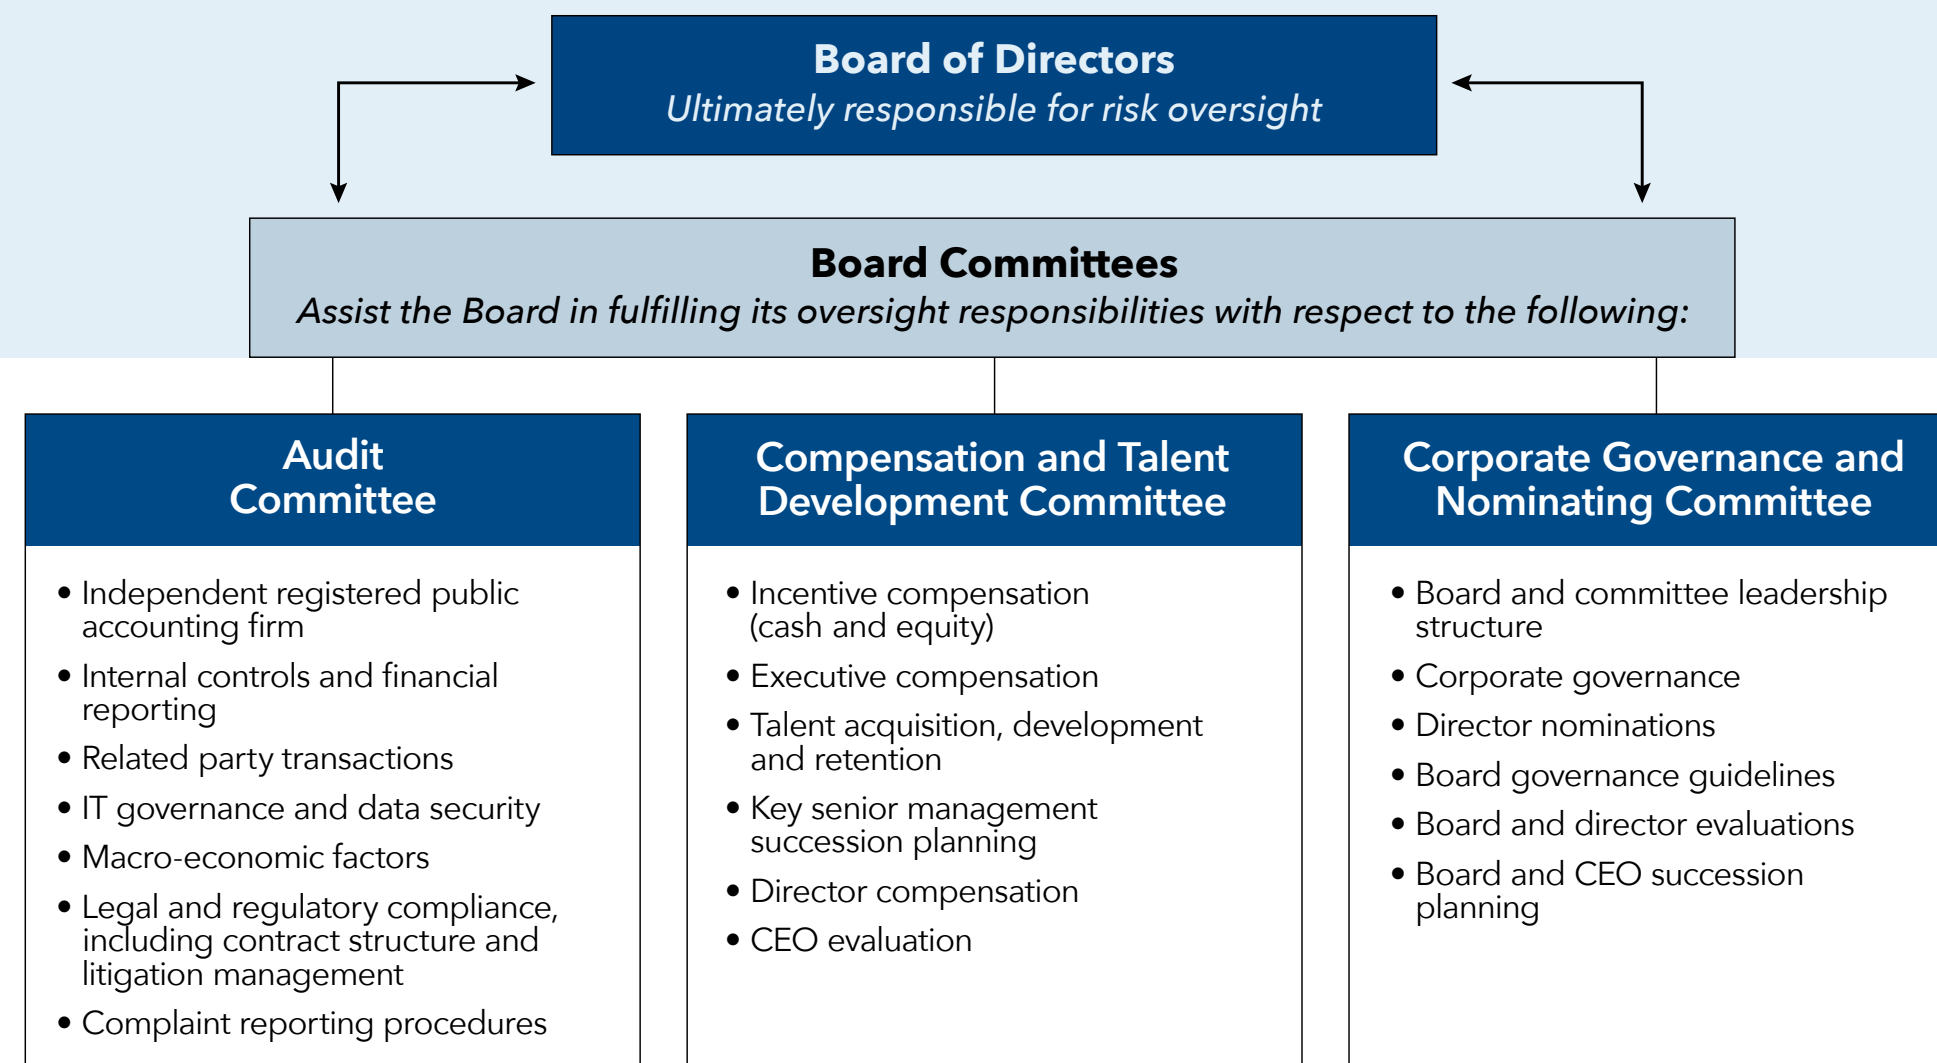 Board of Directors
Ultimately responsible for risk oversight
Board Committees
Assist the Board in fulfilling its oversight responsibilities with respect to the following:
Audit
Committee
• Independent registered public
accounting firm
• Internal controls and financial
reporting
• Related party transactions
• IT governance and data security
• Macro-economic factors
• Legal and regulatory compliance,
including contract structure and
litigation management
• Complaint reporting procedures
Compensation and Talent
Development Committee
• Incentive compensation
(cash and equity)
• Executive compensation
• Talent acquisition, development
and retention
• Key senior management
succession planning
• Director compensation
• CEO evaluation
Corporate Governance and
Nominating Committee
• Board and committee leadership
structure
• Corporate governance
• Director nominations
• Board governance guidelines
• Board and director evaluations
• Board and CEO succession
planning